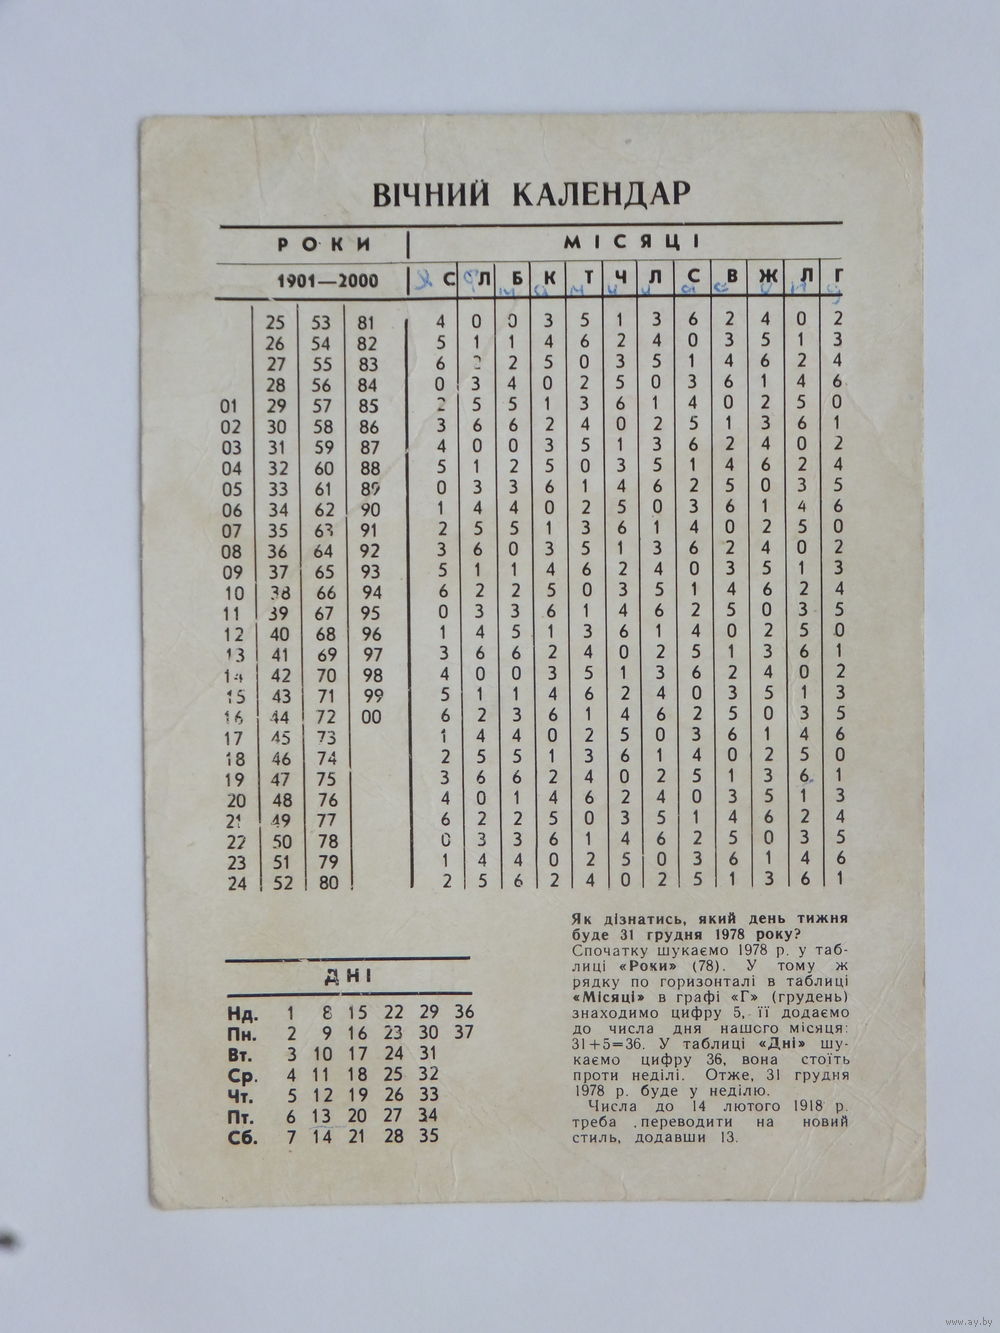 ВІЧНИЙ КАЛЕНДАР
РОКИ МІСЯЦІ
1901—2000 С Л Б К Т Ч Л С В Ж Л Г
25 53 81 4 0 0 3 5 1 3 6 2 4 0 2
26 54 82 5 1 1 4 6 2 4 0 3 5 1 3
27 55 83 6 2 2 5 0 3 5 1 4 6 2 4
28 56 84 0 3 4 0 2 5 0 3 6 1 4 6
01 29 57 85 2 5 5 1 3 6 1 4 0 2 5 0
02 30 58 86 3 6 6 2 4 0 2 5 1 3 6 1
03 31 59 87 4 0 0 3 5 1 3 6 2 4 0 2
04 32 60 88 5 1 2 5 0 3 5 1 4 6 2 4
05 33 61 89 0 3 3 6 1 4 6 2 5 0 3 5
06 34 62 90 1 4 4 0 2 5 0 3 6 1 4 6
07 35 63 91 2 5 5 1 3 6 1 4 0 2 5 0
08 36 64 92 3 6 0 3 5 1 3 6 2 4 0 2
09 37 65 93 5 1 1 4 6 2 4 0 3 5 1 3
10 38 66 94 6 2 2 5 0 3 5 1 4 6 2 4
11 39 67 95 0 3 3 6 1 4 6 2 5 0 3 5
12 40 68 96 1 4 5 1 3 6 1 4 0 2 5 0
13 41 69 97 3 6 6 2 4 0 2 5 1 3 6 1
14 42 70 98 4 0 0 3 5 1 3 6 2 4 0 2
15 43 71 99 5 1 1 4 6 2 4 0 3 5 1 3
16 44 72 00 6 2 3 6 1 4 6 2 5 0 3 5
17 45 73 1 4 4 0 2 5 0 3 6 1 4 6
18 46 74 2 5 5 1 3 6 1 4 0 2 5 0
19 47 75 3 6 6 2 4 0 2 5 1 3 6 1
20 48 76 4 0 1 4 6 2 4 0 3 5 1 3
21 49 77 6 2 2 5 0 3 5 1 4 6 2 4
22 50 78 0 3 3 6 1 4 6 2 5 0 3 5
23 51 79 1 4 4 0 2 5 0 3 6 1 4 6
24 52 80 2 5 6 2 4 0 2 5 1 3 6 1
ДНІ
Нд. 1 8 15 22 29 36
Пн. 2 9 16 23 30 37
Вт. 3 10 17 24 31
Ср. 4 11 18 25 32
Чт. 5 12 19 26 33
Пт. 6 13 20 27 34
Сб. 7 14 21 28 35
Як дізнатись, який день тижня
буде 31 грудня 1978 року?
Спочатку шукаємо 1978 р. у таб-
лиці «Роки» (78). У тому ж
рядку по горизонталі в таблиці
«Місяці» в графі «Г» (грудень)
знаходимо цифру 5, її додаємо
до числа дня нашого місяця:
31+5=36. У таблиці «Дні» шу-
каємо цифру 36, вона стоїть
проти неділі. Отже, 31 грудня
1978 р. буде у неділю.
Числа до 14 лютого 1918 р.
треба переводити на новий
стиль, додавши 13.
www.ay.by